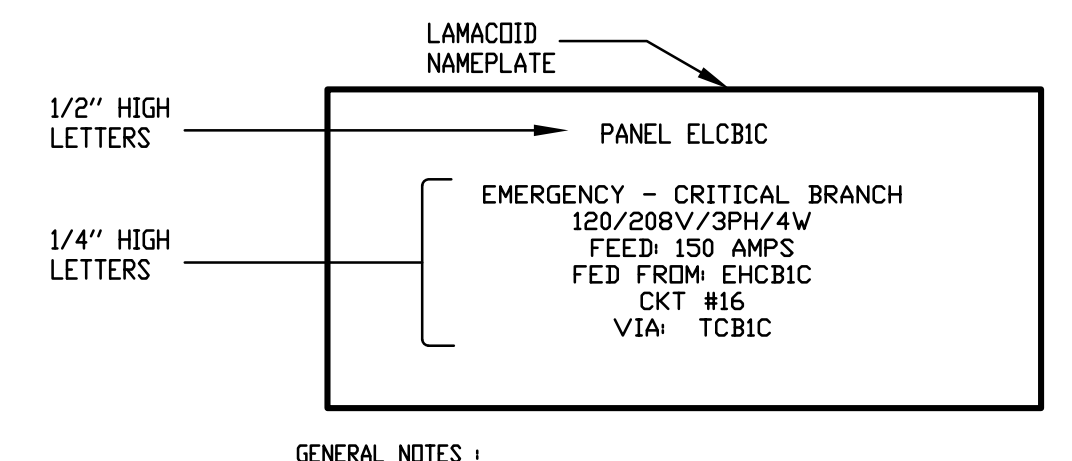 LAMACOID
NAMEPLATE
1/2" HIGH
LETTERS
PANEL ELCB1C
EMERGENCY - CRITICAL BRANCH
120/208V/3PH/4W
FEED: 150 AMPS
FED FROM: EHCB1C
CKT #16
VIA: TCB1C
1/4" HIGH
LETTERS
GENERAL NOTES :